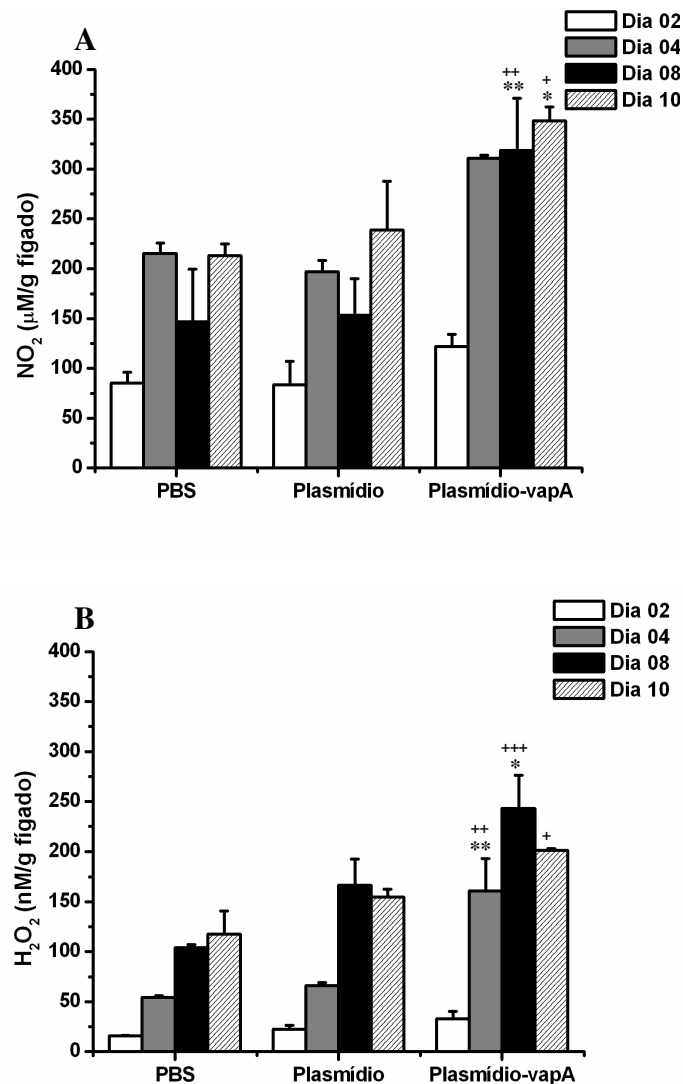 A
Dia 02
Dia 04
Dia 08
Dia 10
++
**
+
*
400
350
300
250
200
150
100
50
0
NO2 (µM/g fígado)
PBS
Plasmídio
Plasmídio-vapA
B
Dia 02
Dia 04
Dia 08
Dia 10
400
350
300
250
200
150
100
50
0
+++
*
++
**
+
H2O2 (nM/g fígado)
PBS
Plasmídio
Plasmídio-vapA